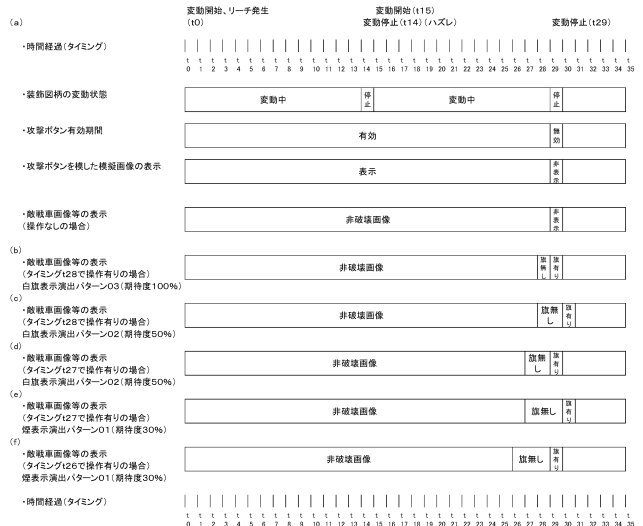 変動開始、リーチ発生
(t0)
変動開始(t15)
変動停止(t14)(ハズレ)
変動停止(t29)
(a)
・時間経過(タイミング)
t t t t t t t t t t t t t t t t t t t t t t t t t t t t t t t t t t t t
0 1 2 3 4 5 6 7 8 9 10 11 12 13 14 15 16 17 18 19 20 21 22 23 24 25 26 27 28 29 30 31 32 33 34 35
・装飾図柄の変動状態
変動中 停止 変動中 停止
・攻撃ボタン有効期間
有効 無効
・攻撃ボタンを模した模擬画像の表示
表示 非表示
・敵戦車画像等の表示
(操作なしの場合)
非破壊画像 非表示
(b)
・敵戦車画像等の表示
(タイミングt28で操作有りの場合)
白旗表示演出パターン03(期待度100%)
非破壊画像 旗無し 旗有り
(c)
・敵戦車画像等の表示
(タイミングt28で操作有りの場合)
白旗表示演出パターン02(期待度50%)
非破壊画像 旗無し 旗有り
(d)
・敵戦車画像等の表示
(タイミングt27で操作有りの場合)
白旗表示演出パターン02(期待度50%)
非破壊画像 旗無し 旗有り
(e)
・敵戦車画像等の表示
(タイミングt27で操作有りの場合)
煙表示演出パターン01(期待度30%)
非破壊画像 旗無し 旗有り
(f)
・敵戦車画像等の表示
(タイミングt26で操作有りの場合)
煙表示演出パターン01(期待度30%)
非破壊画像 旗無し 旗有り
・時間経過(タイミング)
t t t t t t t t t t t t t t t t t t t t t t t t t t t t t t t t t t t t
0 1 2 3 4 5 6 7 8 9 10 11 12 13 14 15 16 17 18 19 20 21 22 23 24 25 26 27 28 29 30 31 32 33 34 35